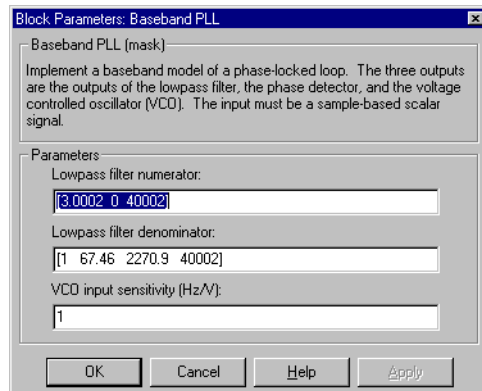 Block Parameters: Baseband PLL
Baseband PLL (mask)
Implement a baseband model of a phase-locked loop. The three outputs
are the outputs of the lowpass filter, the phase detector, and the voltage
controlled oscillator (VCO). The input must be a sample-based scalar
signal.
Parameters
Lowpass filter numerator:
[3.0002 0 40002]
Lowpass filter denominator:
[1 67.46 2270.9 40002]
VCO input sensitivity (Hz/V):
1
OK Cancel Help Apply